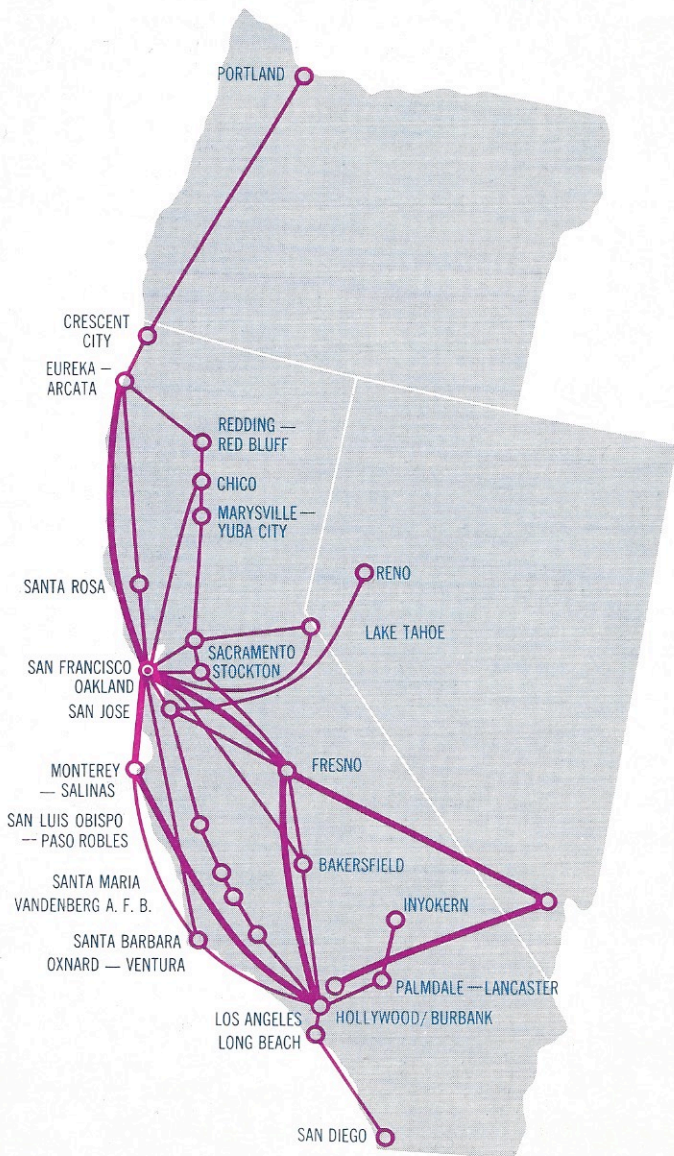 PORTLAND
CRESCENT
CITY
EUREKA —
ARCATA
REDDING —
RED BLUFF
CHICO
MARYSVILLE —
YUBA CITY
RENO
SANTA ROSA
LAKE TAHOE
SACRAMENTO
STOCKTON
SAN FRANCISCO
OAKLAND
SAN JOSE
MONTEREY
— SALINAS
FRESNO
SAN LUIS OBISPO
-- PASO ROBLES
BAKERSFIELD
SANTA MARIA
VANDENBERG A. F. B.
INYOKERN
SANTA BARBARA
OXNARD — VENTURA
PALMDALE — LANCASTER
LOS ANGELES
HOLLYWOOD/BURBANK
LONG BEACH
SAN DIEGO